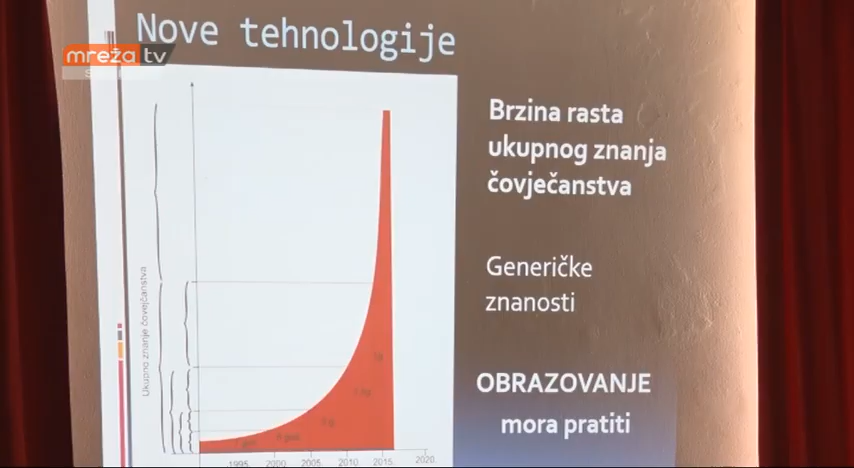 Nove tehnologije
mreža tv
Brzina rasta
ukupnog znanja
čovječanstva
Generičke
znanosti
OBRAZOVANJE
mora pratiti
Ukupno znanje čovječanstva
1995. 2000. 2005. 2010. 2015. 2020.